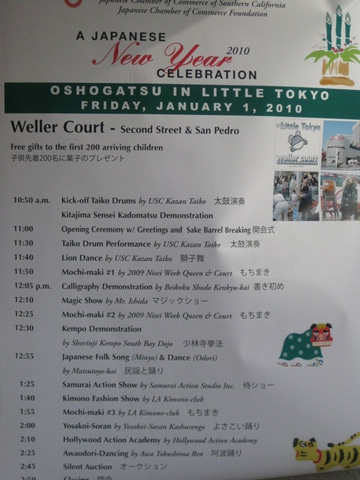 Japanese Chamber of Commerce of Southern California
Japanese Chamber of Commerce Foundation
A JAPANESE
New Year 2010
CELEBRATION
OSHOGATSU IN LITTLE TOKYO
FRIDAY, JANUARY 1, 2010
Weller Court - Second Street & San Pedro
Free gifts to the first 200 arriving children
子供先着200名に菓子のプレゼント
Little Tokyo
10:50 a.m. Kick-off Taiko Drums by USC Kazan Taiko 太鼓演奏
Kitajima Sensei Kadomatsu Demonstration
11:00 Opening Ceremony w/ Greetings and Sake Barrel Breaking 開会式
11:30 Taiko Drum Performance by USC Kazan Taiko 太鼓演奏
11:40 Lion Dance by USC Kazan Taiko 獅子舞
11:50 Mochi-maki #1 by 2009 Nisei Week Queen & Court もちまき
12:05 p.m. Calligraphy Demonstration by Beikoku Shodo Kenkyu-kai 書き初め
12:10 Magic Show by Mr. Ishida マジックショー
12:25 Mochi-maki #2 by 2009 Nisei Week Queen & Court もちまき
12:30 Kempo Demonstration
by Shorinji Kempo South Bay Dojo 少林寺拳法
12:55 Japanese Folk Song (Minyo) & Dance (Odori)
by Matsutoyo-kai 民謡と踊り
1:25 Samurai Action Show by Samurai Action Studio Inc. 侍ショー
1:40 Kimono Fashion Show by LA Kimono-club
1:55 Mochi-maki #3 by LA Kimono-club もちまき
2:00 Yosakoi-Soran by Yosakoi-Soran Kashurengo よさこい踊り
2:10 Hollywood Action Academy by Hollywood Action Academy
2:25 Awaodori-Dancing by Awa Tokushima Ren 阿波踊り
2:45 Silent Auction オークション
2:50 Closing 閉会